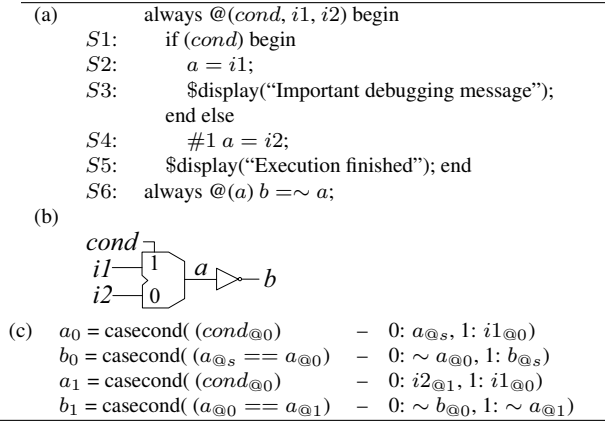 (a) always @(cond, i1, i2) begin
S1: if (cond) begin
S2: a = i1;
S3: $display(“Important debugging message”);
end else
S4: #1 a = i2;
S5: $display(“Execution finished”); end
S6: always @(a) b =∼ a;
(b)
cond
i1 1 a b
i2 0
(c) a₀ = casecond( (cond@0) – 0: a@s, 1: i1@0)
b₀ = casecond( (a@s == a@0) – 0: ∼ a@0, 1: b@s)
a₁ = casecond( (cond@0) – 0: i2@1, 1: i1@0)
b₁ = casecond( (a@0 == a@1) – 0: ∼ b@0, 1: ∼ a@1)